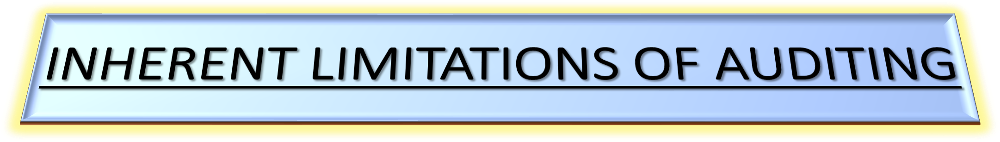 INHERENT LIMITATIONS OF AUDITING